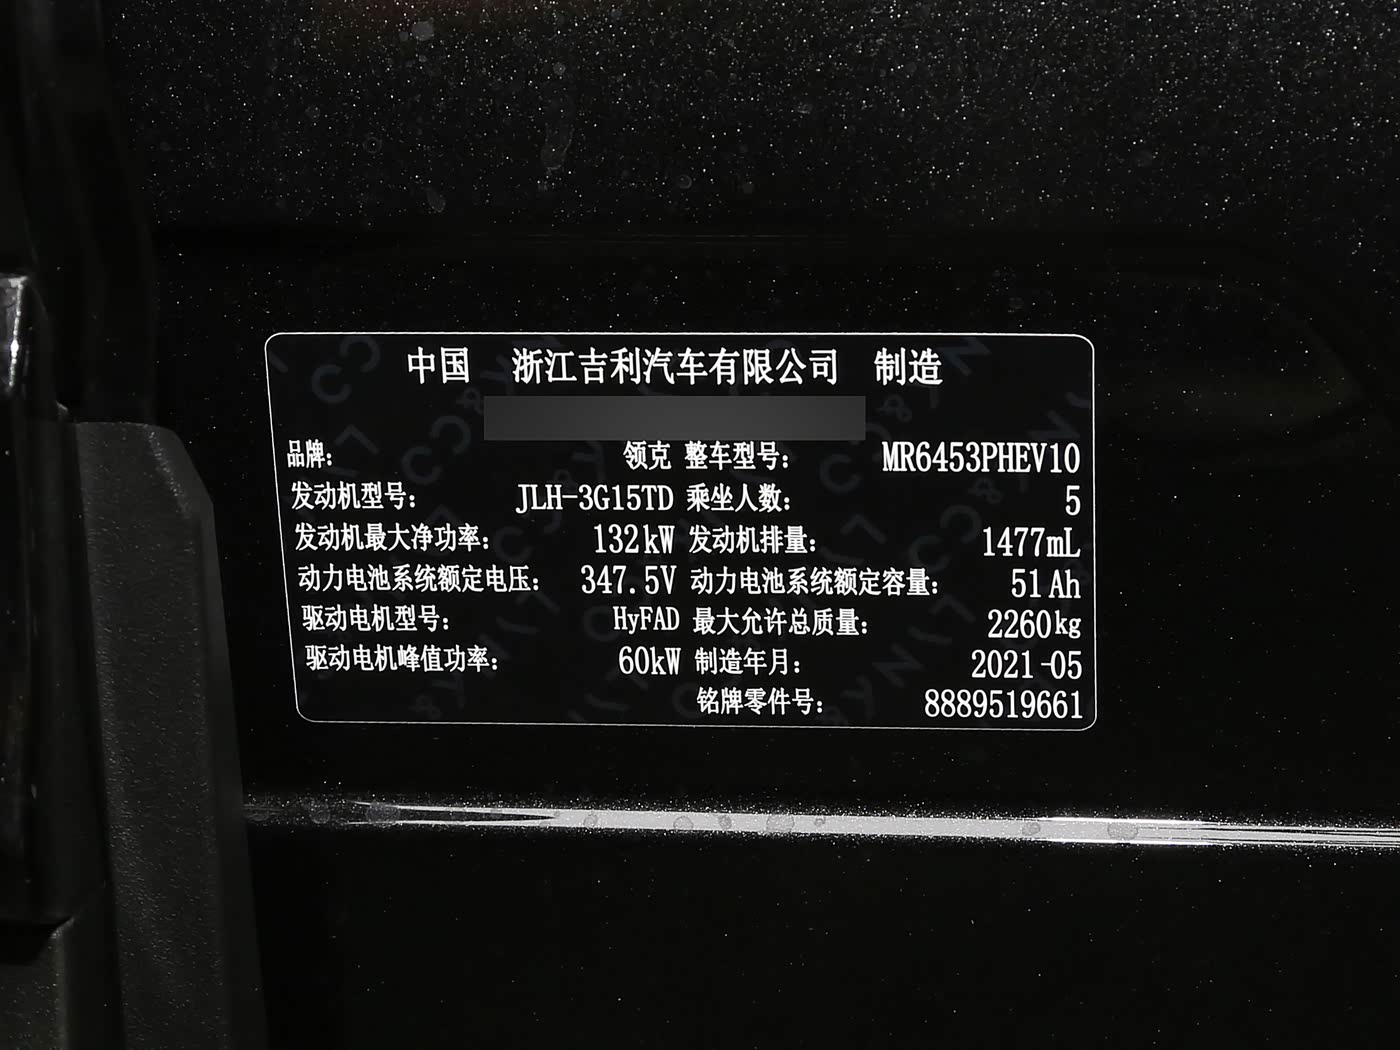 中国 浙江吉利汽车有限公司 制造
品牌: 领克 整车型号: MR6453PHEV10
发动机型号: JLH-3G15TD 乘坐人数: 5
发动机最大净功率: 132kW 发动机排量: 1477mL
动力电池系统额定电压: 347.5V 动力电池系统额定容量: 51Ah
驱动电机型号: HyFAD 最大允许总质量: 2260kg
驱动电机峰值功率: 60kW 制造年月: 2021-05
铭牌零件号: 8889519661